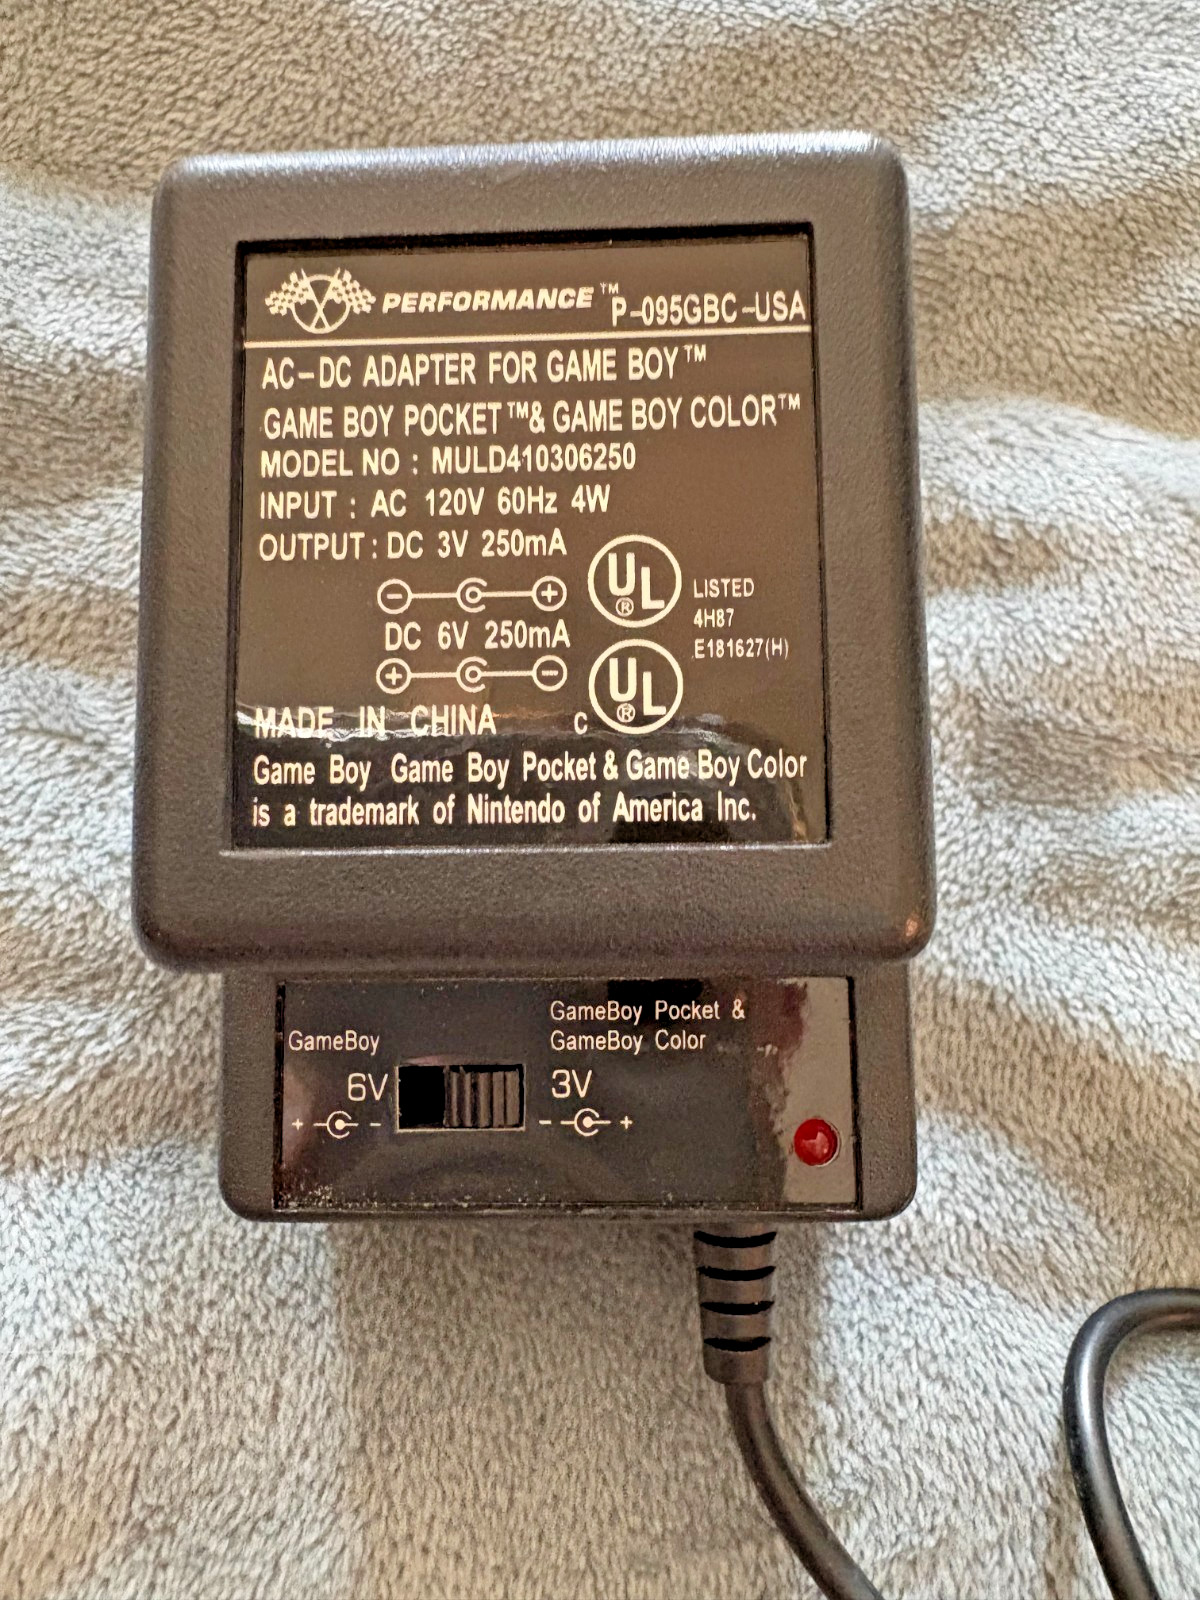 PERFORMANCE™ P-095GBC-USA
AC-DC ADAPTER FOR GAME BOY™
GAME BOY POCKET™& GAME BOY COLOR™
MODEL NO : MULD410306250
INPUT : AC 120V 60Hz 4W
OUTPUT : DC 3V 250mA
- +
DC 6V 250mA
+ -
UL ®
LISTED
4H87
E181627(H)
C UL ®
MADE IN CHINA
Game Boy Game Boy Pocket & Game Boy Color
is a trademark of Nintendo of America Inc.
GameBoy
6V
+ -
GameBoy Pocket &
GameBoy Color
3V
- +